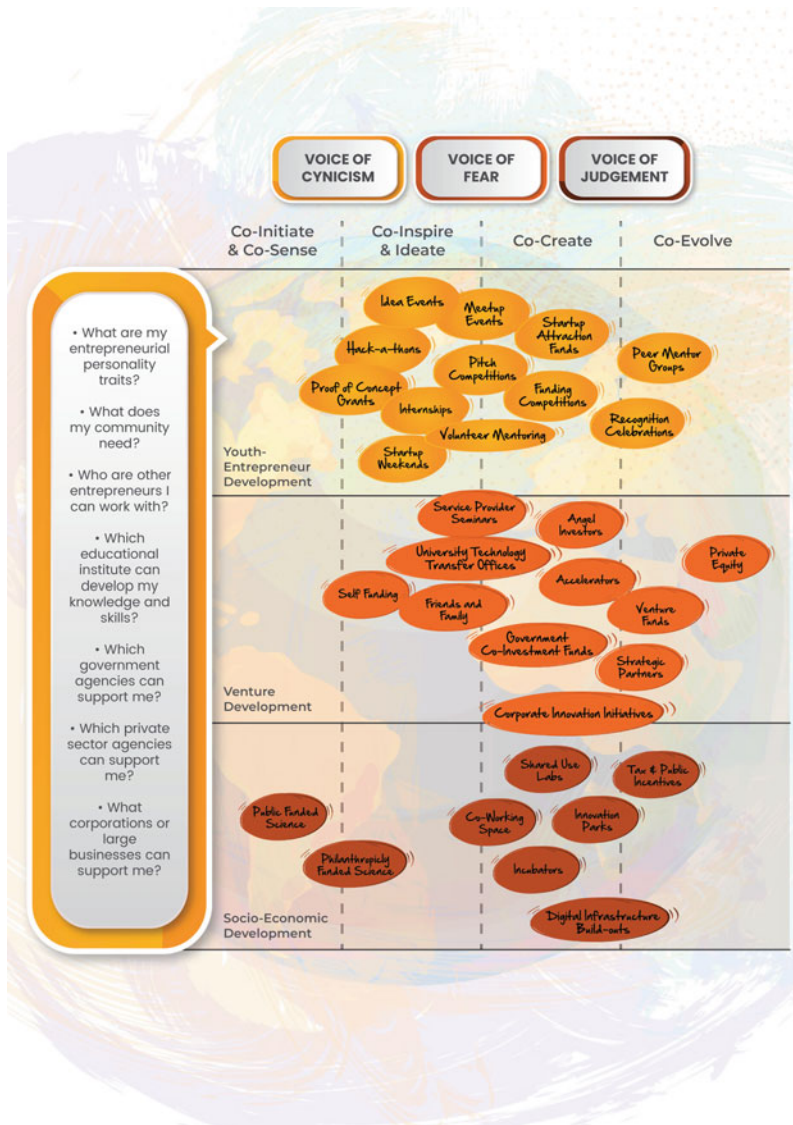 VOICE OF
CYNICISM
VOICE OF
FEAR
VOICE OF
JUDGEMENT
Co-Initiate
& Co-Sense
Co-Inspire
& Ideate
Co-Create
Co-Evolve
• What are my
entrepreneurial
personality
traits?
• What does
my community
need?
• Who are other
entrepreneurs I
can work with?
• Which
educational
institute can
develop my
knowledge and
skills?
• Which
government
agencies can
support me?
• Which private
sector agencies
can support
me?
• What
corporations or
large
businesses can
support me?
Idea Events
Meetup
Events
Startup
Attraction
Funds
Hack-a-thons
Peer Mentor
Groups
Pitch
Competitions
Proof of Concept
Grants
Funding
Competitions
Internships
Recognition
Celebrations
Volunteer Mentoring
Startup
Weekends
Youth-
Entrepreneur
Development
Service Provider
Seminars
Angel
Investors
University Technology
Transfer Offices
Private
Equity
Accelerators
Self Funding
Friends and
Family
Venture
Funds
Government
Co-Investment Funds
Strategic
Partners
Corporate Innovation Initiatives
Venture
Development
Shared Use
Labs
Tax & Public
Incentives
Public Funded
Science
Co-Working
Space
Innovation
Parks
Philanthropicly
Funded Science
Incubators
Digital Infrastructure
Build-outs
Socio-Economic
Development